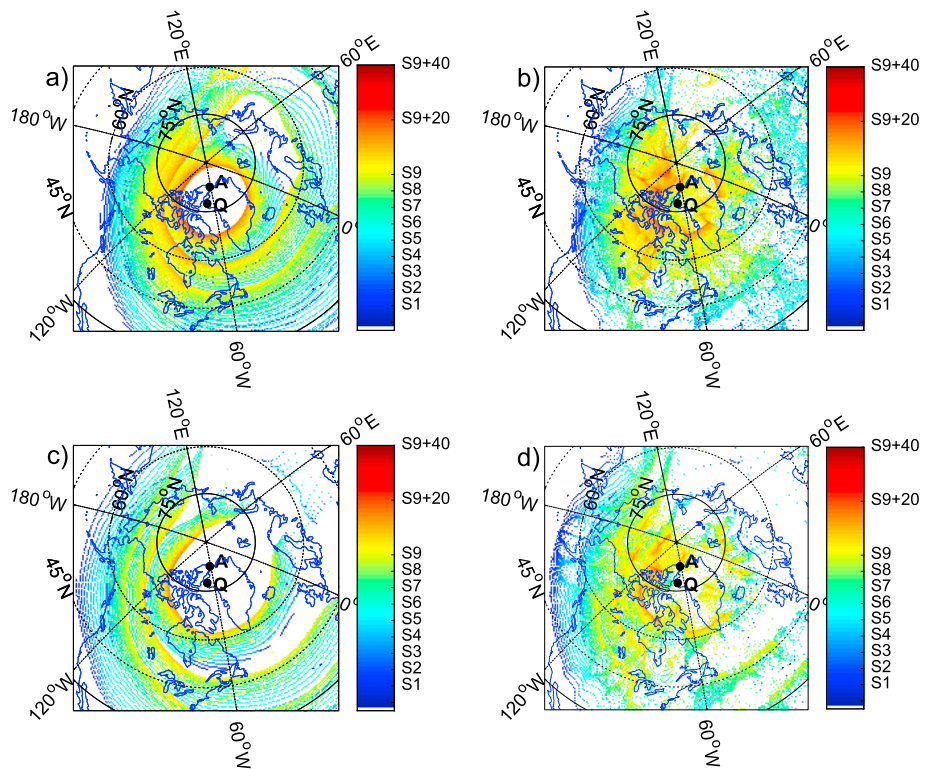 a)
120°E
60°E
180°W
60°N
75°N
45°N
A
Q
0°
120°W
60°W
S9+40
S9+20
S9
S8
S7
S6
S5
S4
S3
S2
S1
b)
120°E
60°E
180°W
60°N
75°N
45°N
A
Q
0°
120°W
60°W
S9+40
S9+20
S9
S8
S7
S6
S5
S4
S3
S2
S1
c)
120°E
60°E
180°W
60°N
75°N
45°N
A
Q
0°
120°W
60°W
S9+40
S9+20
S9
S8
S7
S6
S5
S4
S3
S2
S1
d)
120°E
60°E
180°W
60°N
75°N
45°N
A
Q
0°
120°W
60°W
S9+40
S9+20
S9
S8
S7
S6
S5
S4
S3
S2
S1